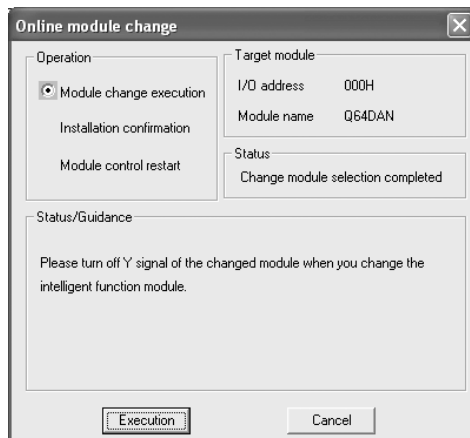 Online module change
Operation
Module change execution
Installation confirmation
Module control restart
Target module
I/O address 000H
Module name Q64DAN
Status
Change module selection completed
Status/Guidance
Please turn off Y signal of the changed module when you change the
intelligent function module.
Execution
Cancel